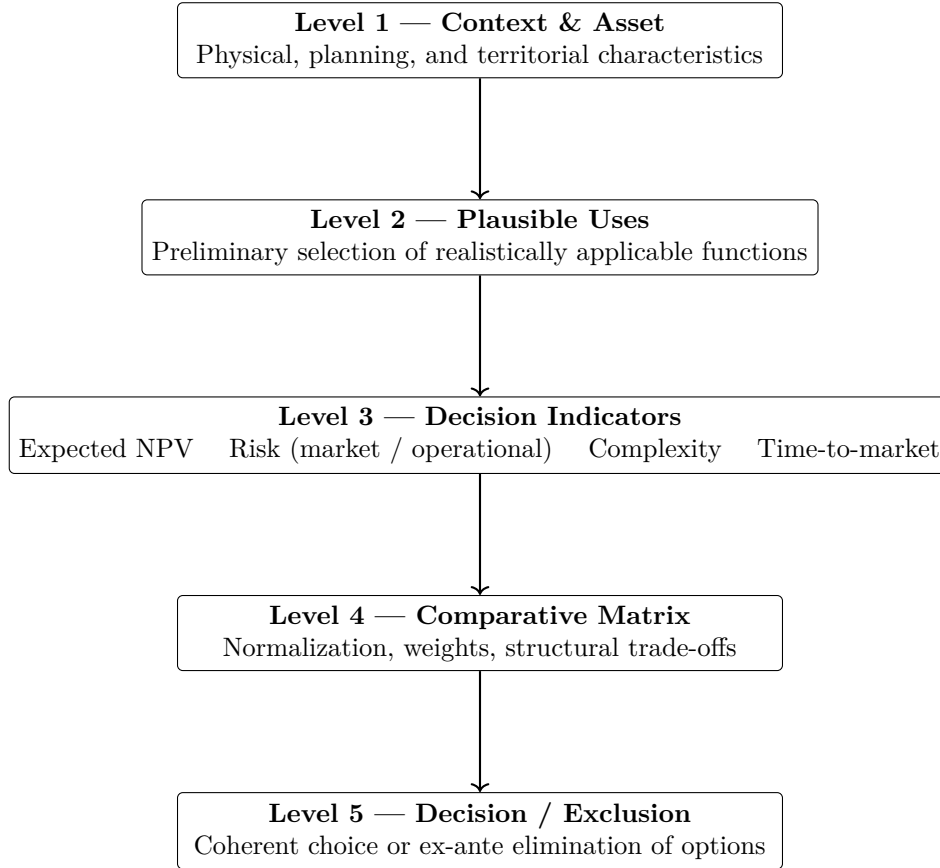 Level 1 — Context & Asset
Physical, planning, and territorial characteristics
Level 2 — Plausible Uses
Preliminary selection of realistically applicable functions
Level 3 — Decision Indicators
Expected NPV Risk (market / operational) Complexity Time-to-market
Level 4 — Comparative Matrix
Normalization, weights, structural trade-offs
Level 5 — Decision / Exclusion
Coherent choice or ex-ante elimination of options